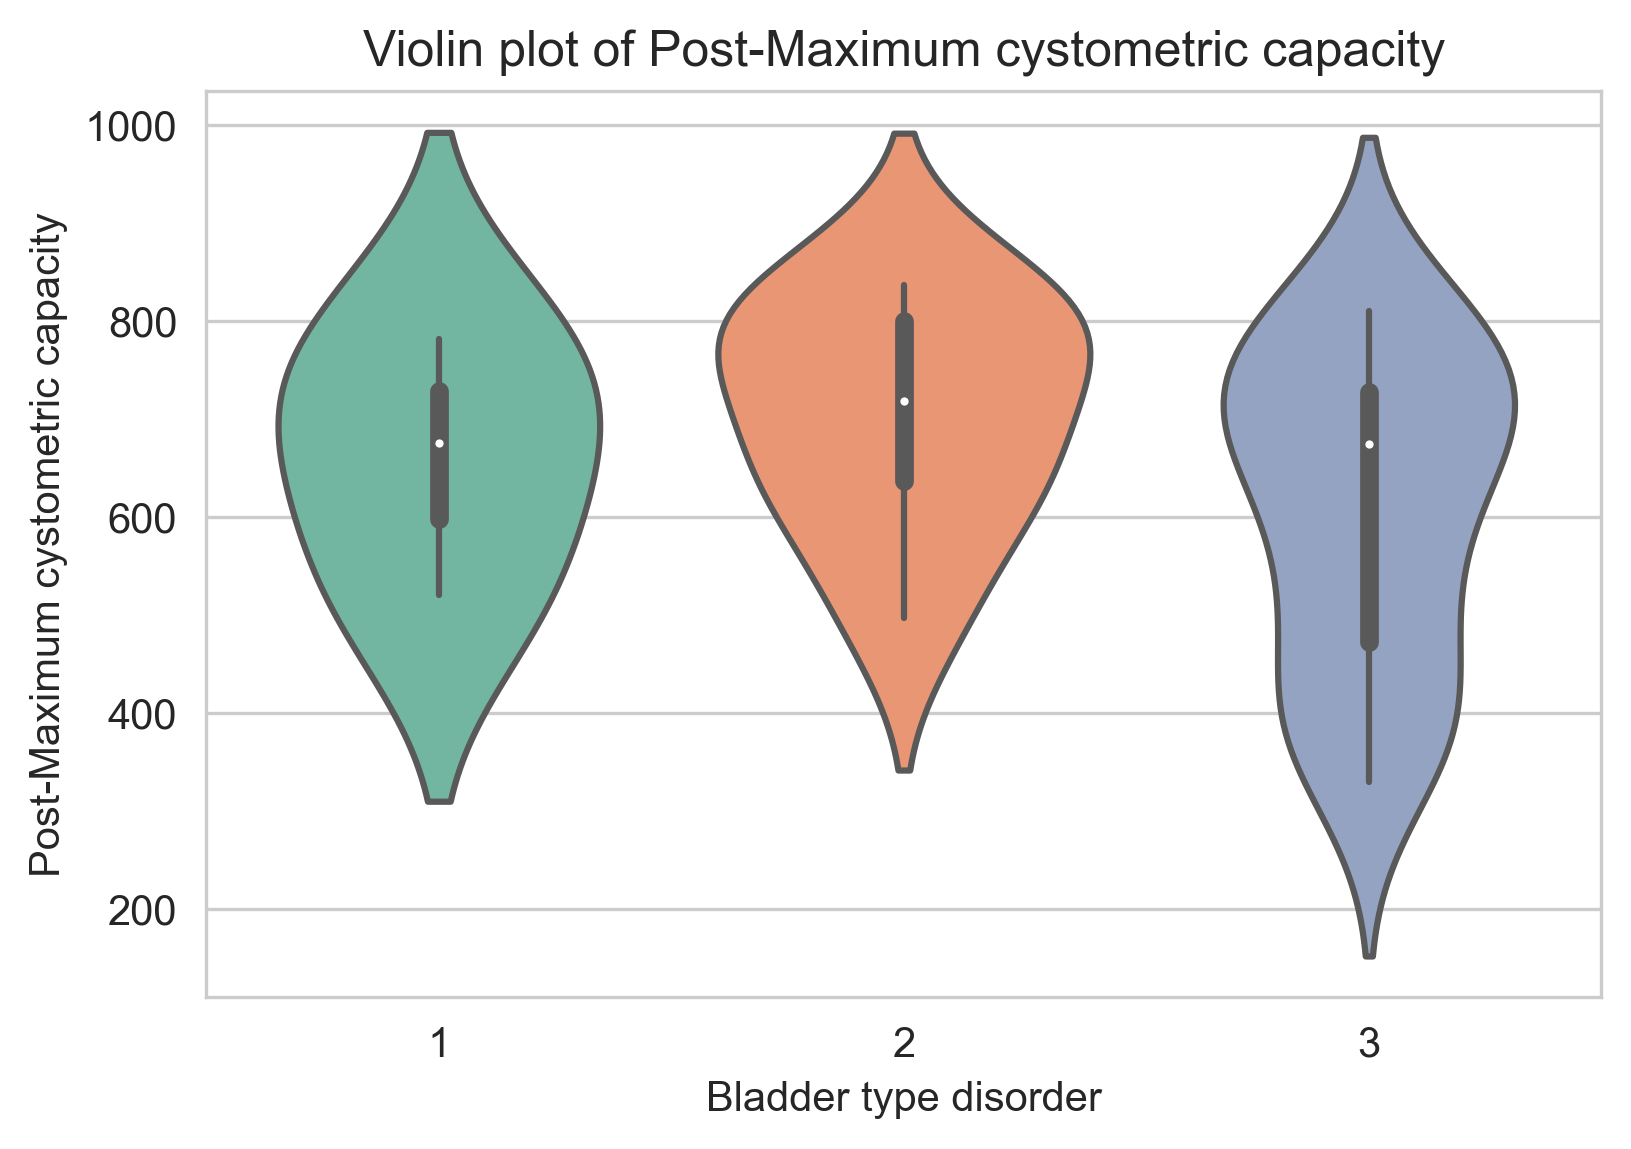 Violin plot of Post-Maximum cystometric capacity
Post-Maximum cystometric capacity
1000
800
600
400
200
1 2 3
Bladder type disorder